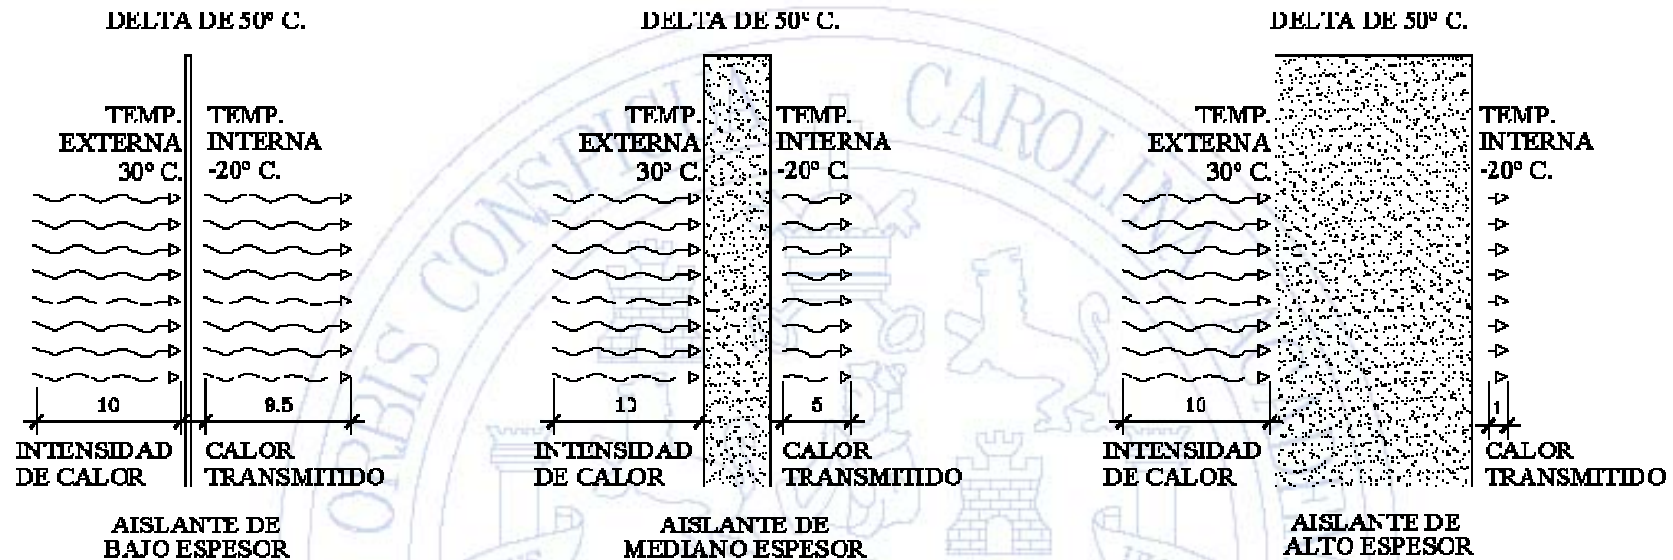 DELTA DE 50º C.
TEMP.
EXTERNA
30º C.
TEMP.
INTERNA
-20º C.
10
9.5
INTENSIDAD
DE CALOR
CALOR
TRANSMITIDO
AISLANTE DE
BAJO ESPESOR
DELTA DE 50º C.
TEMP.
EXTERNA
30º C.
TEMP.
INTERNA
-20º C.
10
5
INTENSIDAD
DE CALOR
CALOR
TRANSMITIDO
AISLANTE DE
MEDIANO ESPESOR
DELTA DE 50º C.
TEMP.
EXTERNA
30º C.
TEMP.
INTERNA
-20º C.
10
1
INTENSIDAD
DE CALOR
CALOR
TRANSMITIDO
AISLANTE DE
ALTO ESPESOR
ORBIS CONSPICUA CAROLINA